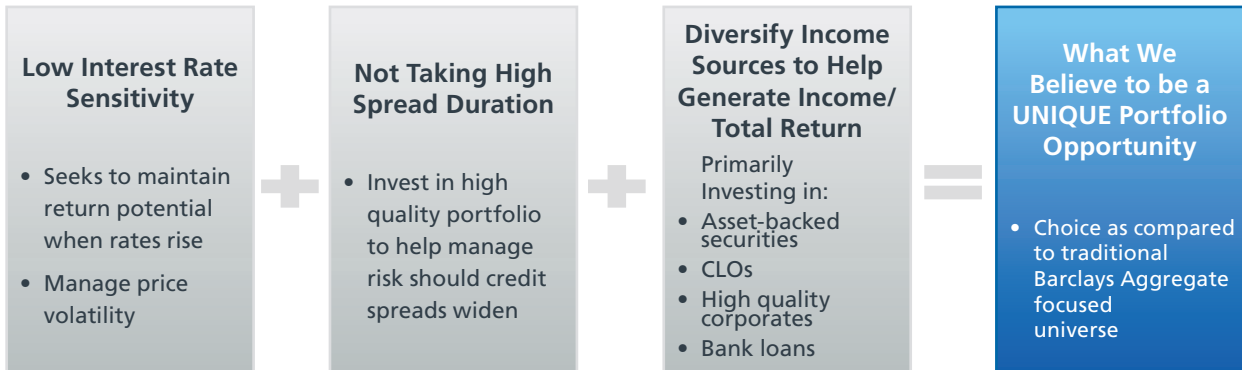 Low Interest Rate
Sensitivity
• Seeks to maintain
return potential
when rates rise
• Manage price
volatility
Not Taking High
Spread Duration
• Invest in high
quality portfolio
to help manage
risk should credit
spreads widen
Diversify Income
Sources to Help
Generate Income/
Total Return
Primarily
Investing in:
• Asset-backed
securities
• CLOs
• High quality
corporates
• Bank loans
What We
Believe to be a
UNIQUE Portfolio
Opportunity
• Choice as compared
to traditional
Barclays Aggregate
focused
universe